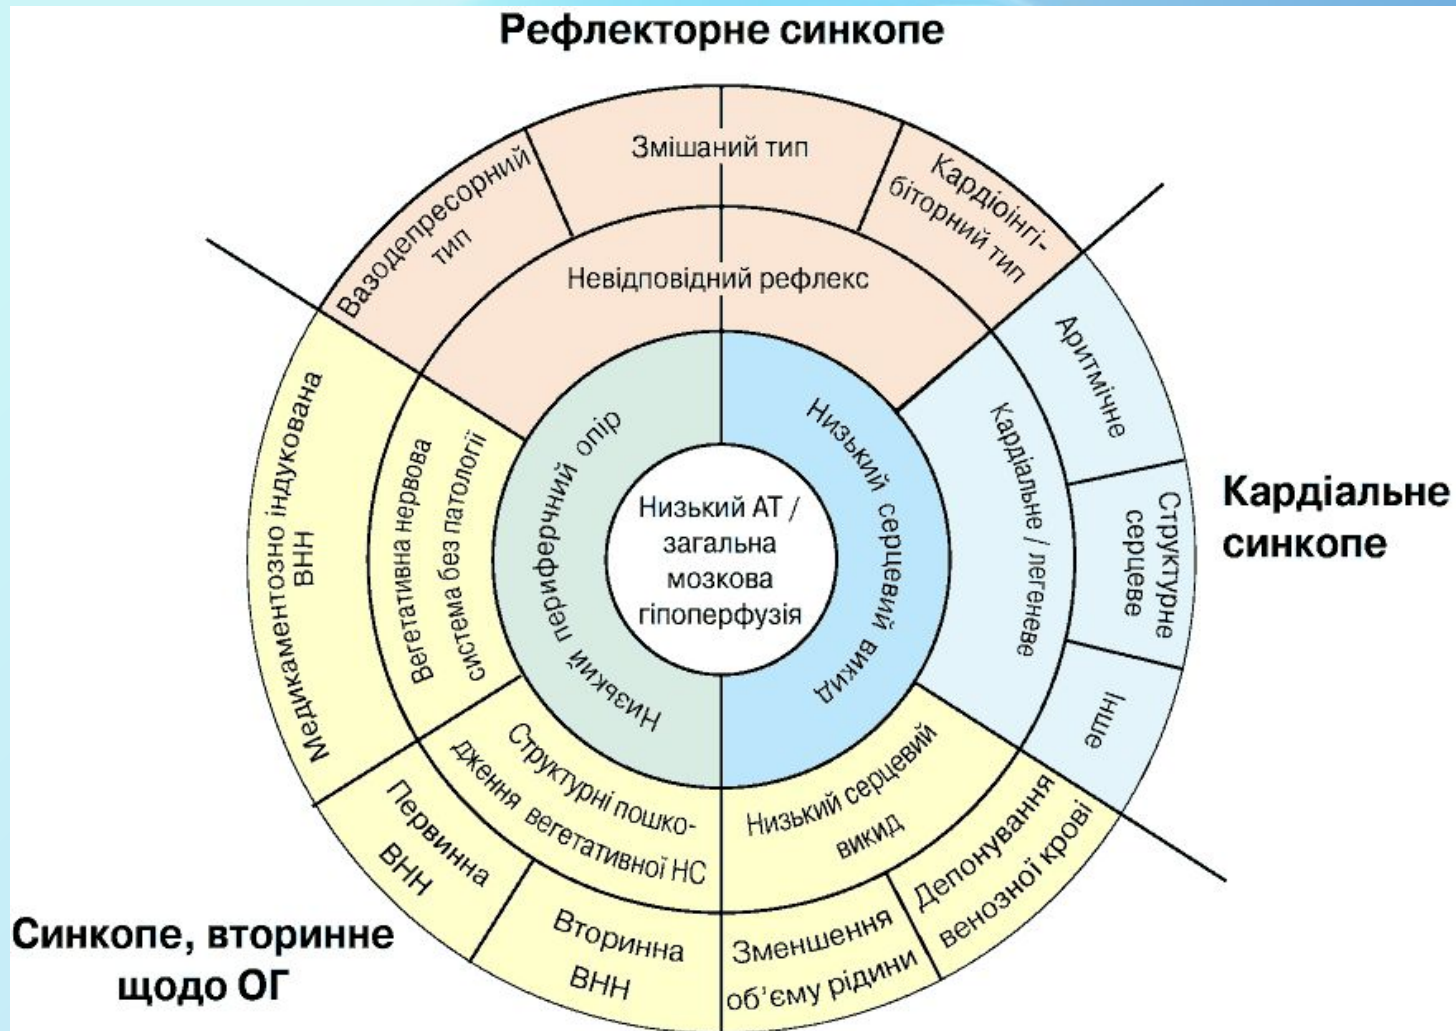 Рефлекторне синкопе
Вазодепресорний
тип
Змішаний тип
Кардіоінгі-
біторний тип
Невідповідний рефлекс
Аритмічне
Структурне
серцеве
Інше
Кардіальне / легеневе
Кардіальне
синкопе
Низький периферчний опір
Низький серцевий викид
Низький АТ /
загальна
мозкова
гіпоперфузія
Медикаментозно індукована
ВНН
Вегетативна нервова
система без патології
Структурні пошко-
дження вегетативної НС
Низький серцевий
викид
Первинна
ВНН
Вторинна
ВНН
Зменшення
об’єму рідини
Депонування
венозної крові
Синкопе, вторинне
щодо ОГ